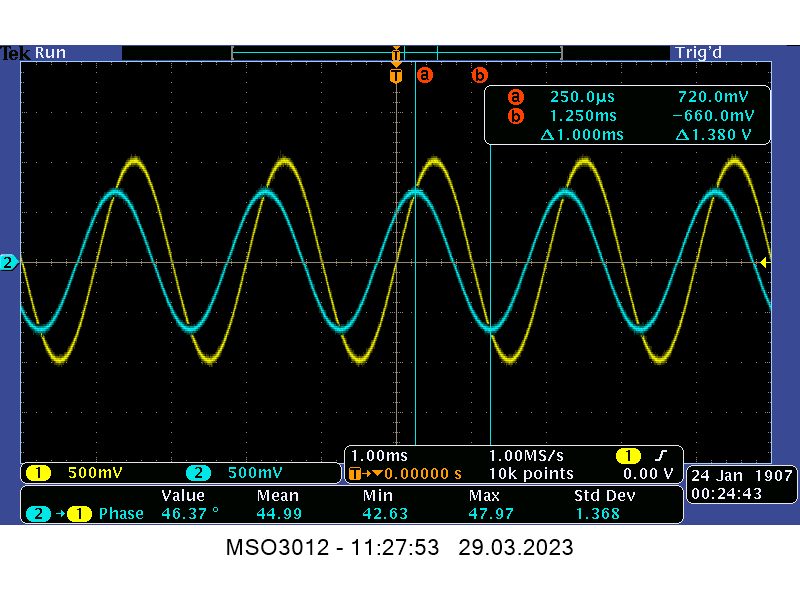 Tek Run Trig'd
T
T a b
a 250.0µs 720.0mV
b 1.250ms −660.0mV
Δ1.000ms Δ1.380 V
2
1 500mV 2 500mV
1.00ms 1.00MS/s 1
T→▼0.00000 s 10k points 0.00 V
24 Jan 1907
00:24:43
Value Mean Min Max Std Dev
2 → 1 Phase 46.37 ° 44.99 42.63 47.97 1.368
MSO3012 - 11:27:53 29.03.2023